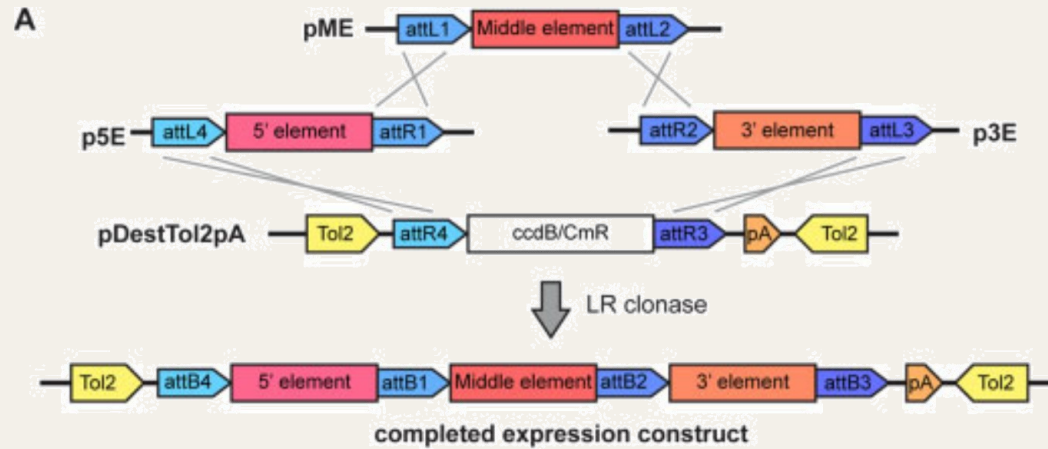 A
pME attL1 Middle element attL2
p5E attL4 5' element attR1 attR2 3' element attL3 p3E
pDestTol2pA Tol2 attR4 ccdB/CmR attR3 pA Tol2
LR clonase
Tol2 attB4 5' element attB1 Middle element attB2 3' element attB3 pA Tol2
completed expression construct